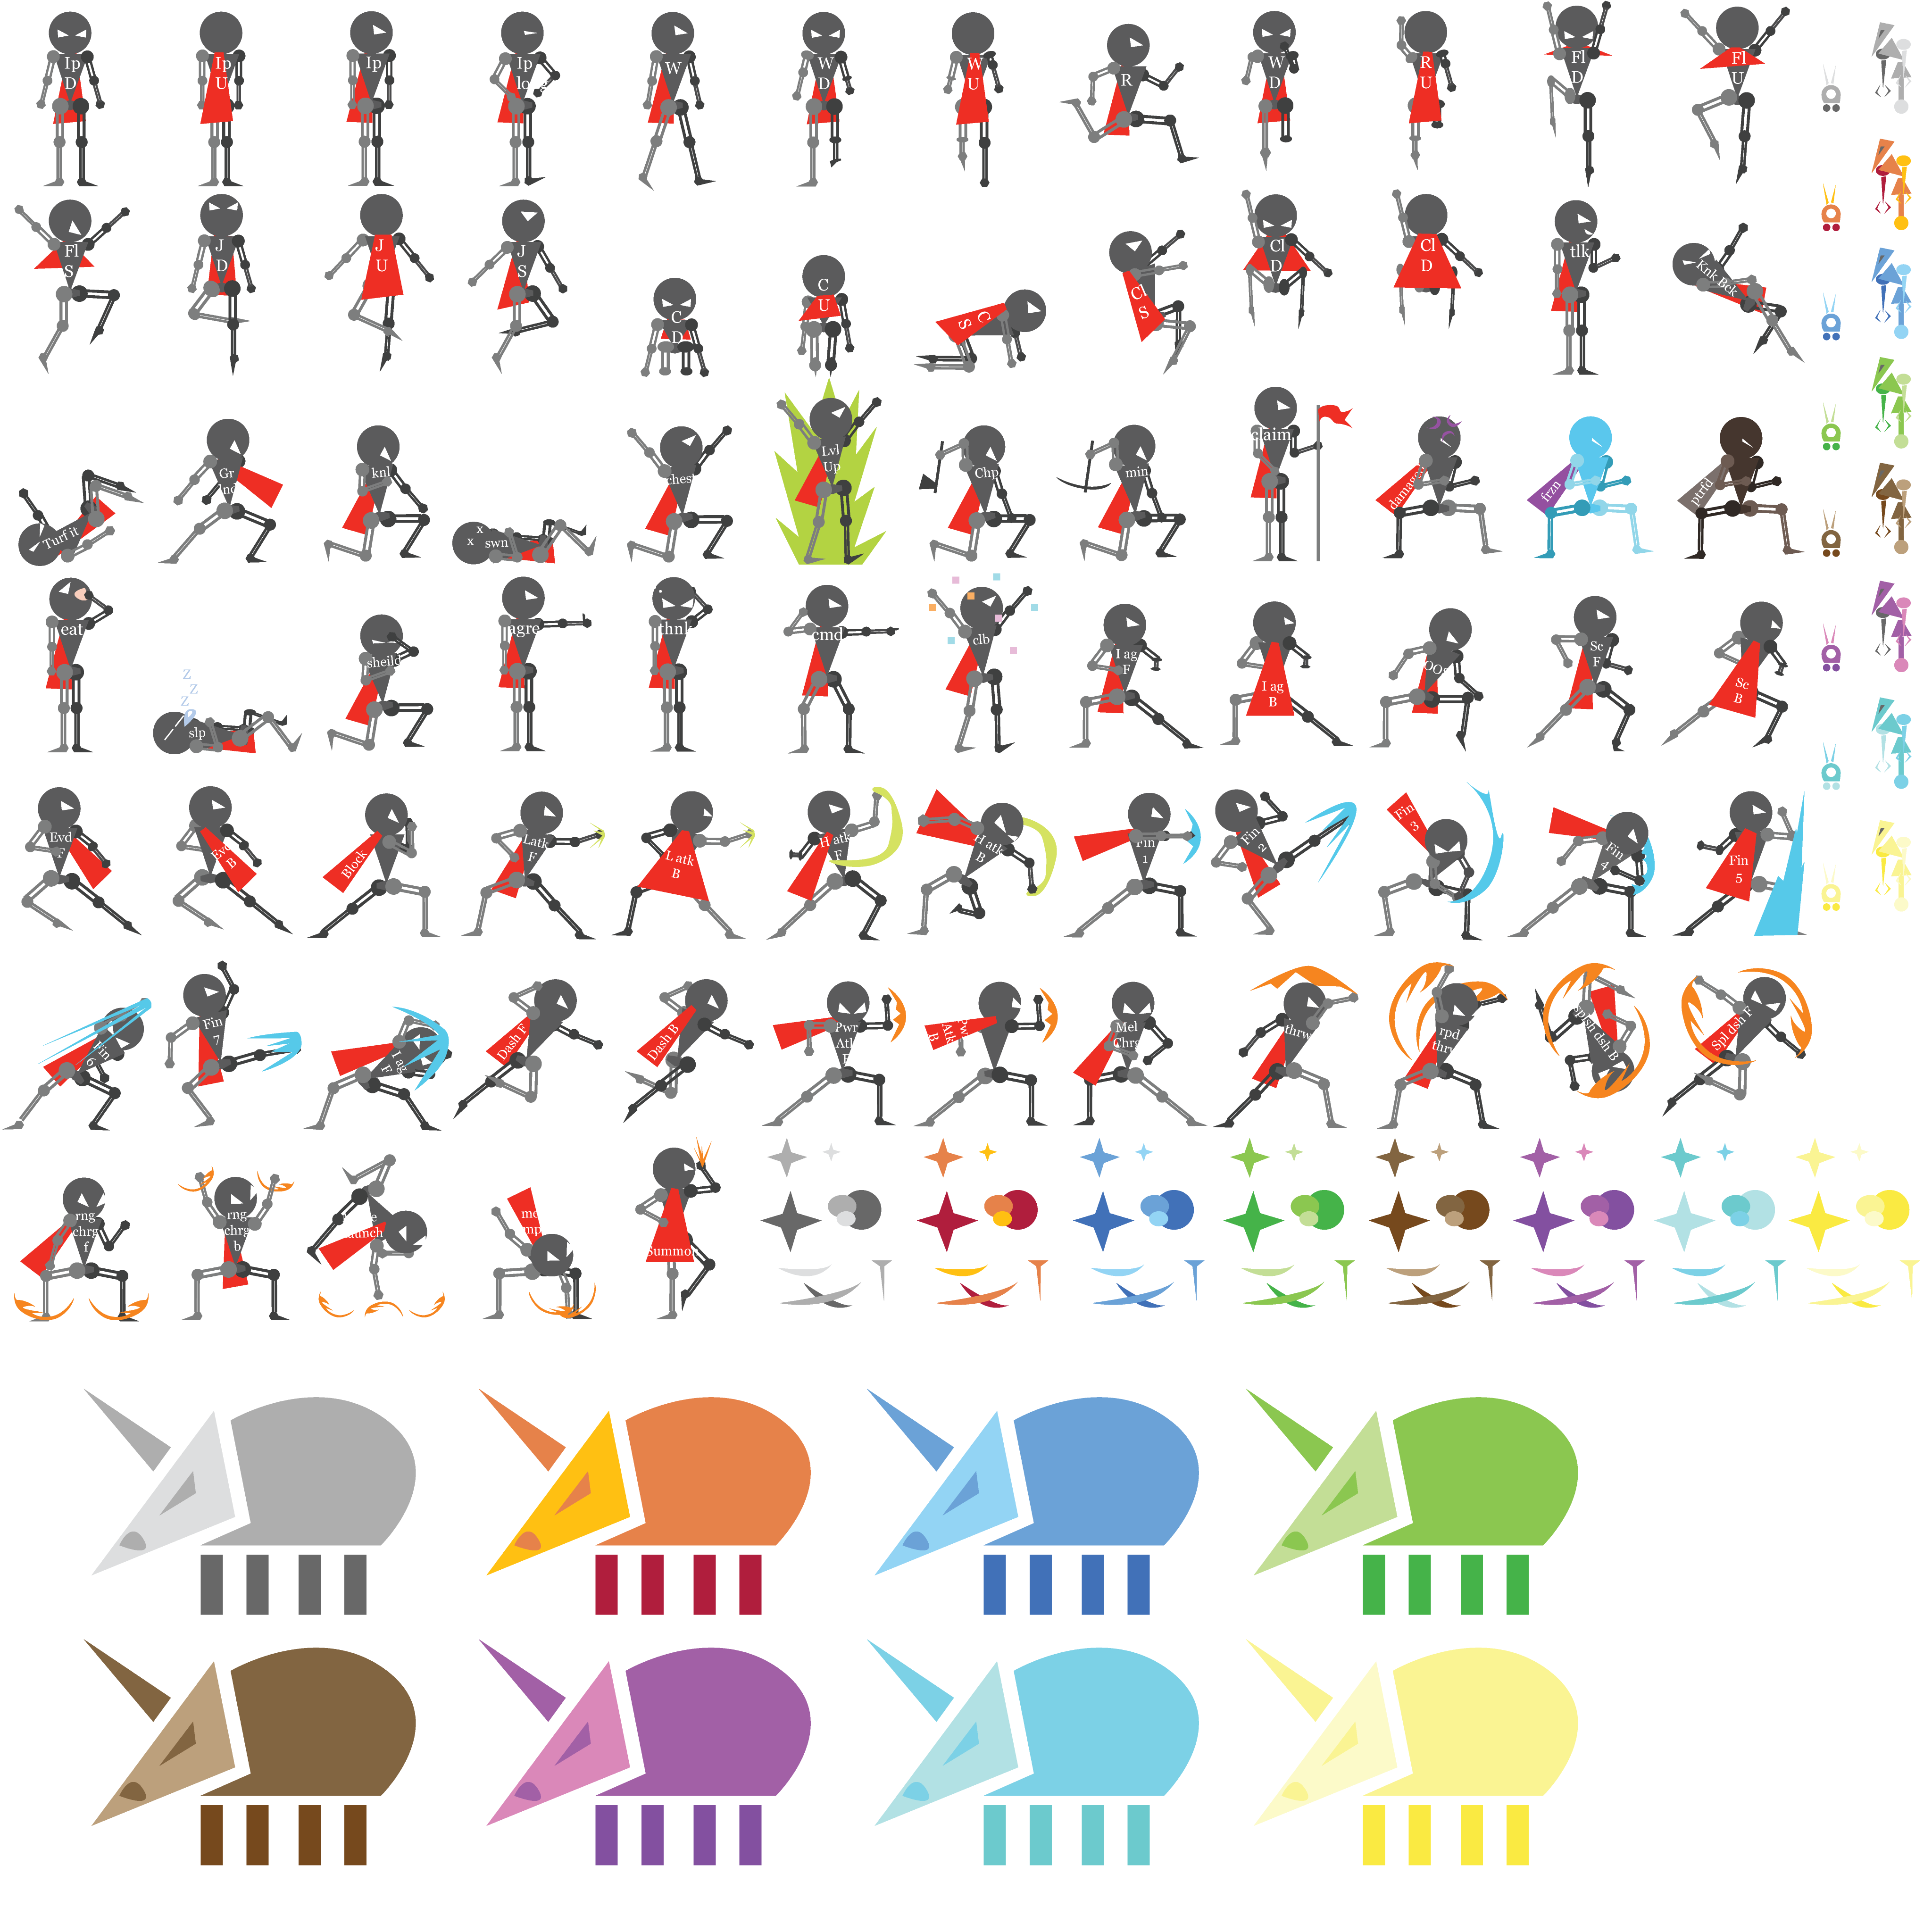 Ip
D
Ip
U
Ip
Ip
W
W
D
W
U
R
W
D
R
U
Fl
D
Fl
U
Fl
S
J
D
J
U
J
S
C
D
C
U
C
S
Cl
S
Cl
D
Cl
D
tlk
Knk Bck
Turf it
Gr
knl
x
x
swn
chest
Lvl
Up
Chp
min
claim
damage
frzn
ptrfd
eat
z
z
z
z
slp
sheild
agre
thnk
cmd
clb
I ag
F
I ag
B
Sc
F
Sc
B
Evd
F
Evd
B
Block
Latk
F
L atk
B
H atk
F
H atk
B
Fin
1
Fin
2
Fin
3
Fin
4
Fin
5
Fin
6
Fin
7
I ag
F
Dash F
Dash B
Pwr
Atk
Pwr
Atk
B
Mel
Chrg
thrw
rpd
thrw
Spl dsh B
Spl dsh F
rng
chrg
f
rng
chrg
b
launch
Summon